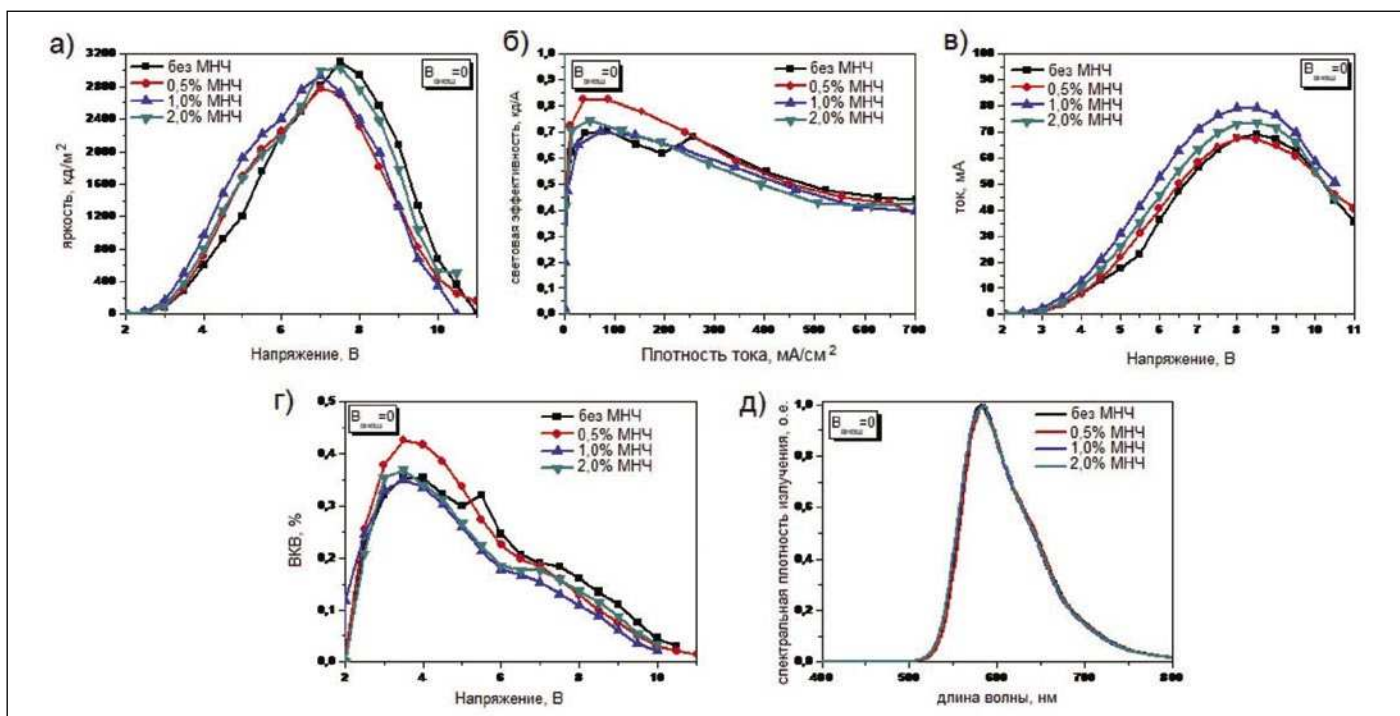 а)
яркость, кд/м²
3200
2800
2400
2000
1600
1200
800
400
0
2 4 6 8 10
Напряжение, В
без МНЧ
0,5% МНЧ
1,0% МНЧ
2,0% МНЧ
В =0
б)
световая эффективность, кд/А
1,0
0,9
0,8
0,7
0,6
0,5
0,4
0,3
0,2
0,1
0,0
0 100 200 300 400 500 600 700
Плотность тока, мА/см²
В =0
без МНЧ
0,5% МНЧ
1,0% МНЧ
2,0% МНЧ
в)
ток, мА
100
90
80
70
60
50
40
30
20
10
0
2 3 4 5 6 7 8 9 10 11
Напряжение, В
без МНЧ
0,5% МНЧ
1,0% МНЧ
2,0% МНЧ
В =0
г)
ВКВ, %
0,5
0,4
0,3
0,2
0,1
0,0
2 4 6 8 10
Напряжение, В
В =0
без МНЧ
0,5% МНЧ
1,0% МНЧ
2,0% МНЧ
д)
спектральная плотность излучения, о.е.
1,0
0,8
0,6
0,4
0,2
0,0
400 500 600 700 800
длина волны, нм
В =0
без МНЧ
0,5% МНЧ
1,0% МНЧ
2,0% МНЧ